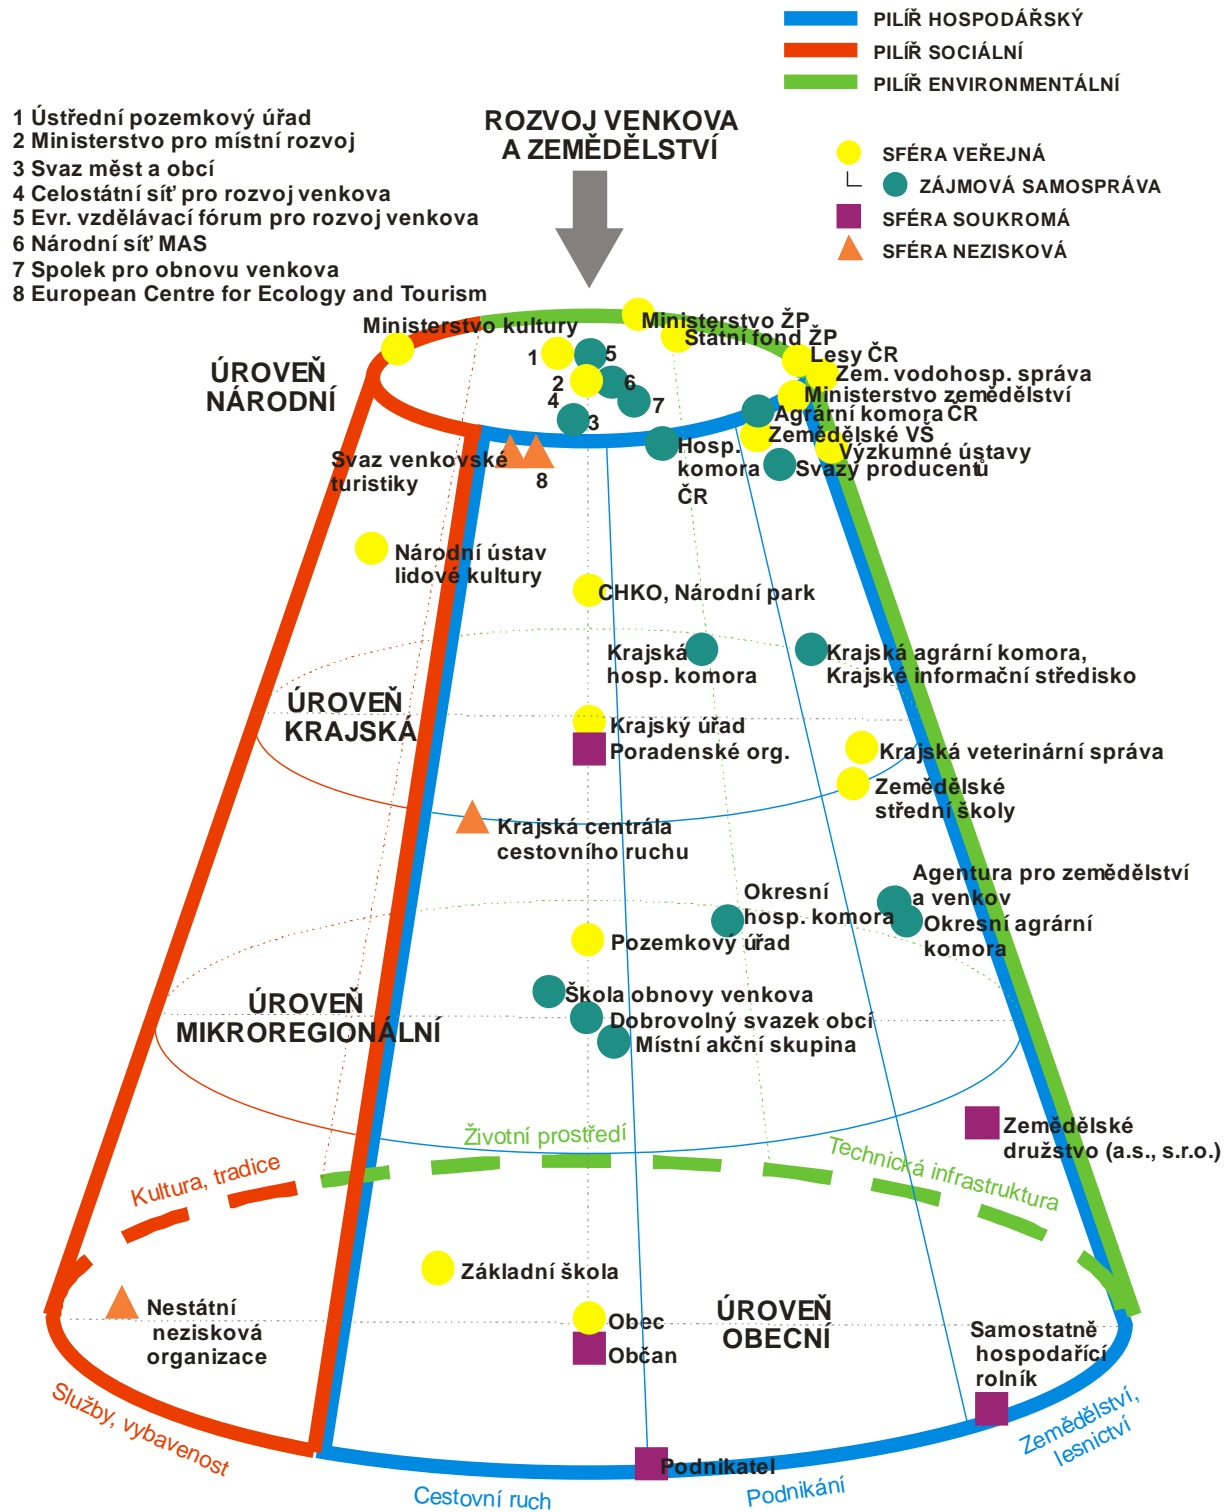 PILÍŘ HOSPODÁŘSKÝ
PILÍŘ SOCIÁLNÍ
PILÍŘ ENVIRONMENTÁLNÍ
1 Ústřední pozemkový úřad
2 Ministerstvo pro místní rozvoj
3 Svaz měst a obcí
4 Celostátní síť pro rozvoj venkova
5 Evr. vzdělávací fórum pro rozvoj venkova
6 Národní síť MAS
7 Spolek pro obnovu venkova
8 European Centre for Ecology and Tourism
ROZVOJ VENKOVA
A ZEMĚDĚLSTVÍ
SFÉRA VEŘEJNÁ
ZÁJMOVÁ SAMOSPRÁVA
SFÉRA SOUKROMÁ
SFÉRA NEZISKOVÁ
Ministerstvo kultury
Ministerstvo ŽP
Státní fond ŽP
Lesy ČR
Zem. vodohosp. správa
Ministerstvo zemědělství
Agrární komora ČR
Zemědělské VŠ
Výzkumné ústavy
Svazy producentů
1
5
2
6
4
7
3
8
ÚROVEŇ
NÁRODNÍ
Hosp.
komora
ČR
Svaz venkovské
turistiky
Národní ústav
lidové kultury
CHKO, Národní park
Krajská
hosp. komora
Krajská agrární komora,
Krajské informační středisko
ÚROVEŇ
KRAJSKÁ
Krajský úřad
Poradenské org.
Krajská veterinární správa
Zemědělské
střední školy
Krajská centrála
cestovního ruchu
Okresní
hosp. komora
Agentura pro zemědělství
a venkov
Okresní agrární
komora
Pozemkový úřad
ÚROVEŇ
MIKROREGIONÁLNÍ
Škola obnovy venkova
Dobrovolný svazek obcí
Místní akční skupina
Zemědělské
družstvo (a.s., s.r.o.)
Životní prostředí
Kultura, tradice
Technická infrastruktura
Základní škola
Nestátní
nezisková
organizace
Obec
Občan
ÚROVEŇ
OBECNÍ
Samostatně
hospodařící
rolník
Služby, vybavenost
Podnikatel
Cestovní ruch
Podnikání
Zemědělství,
lesnictví